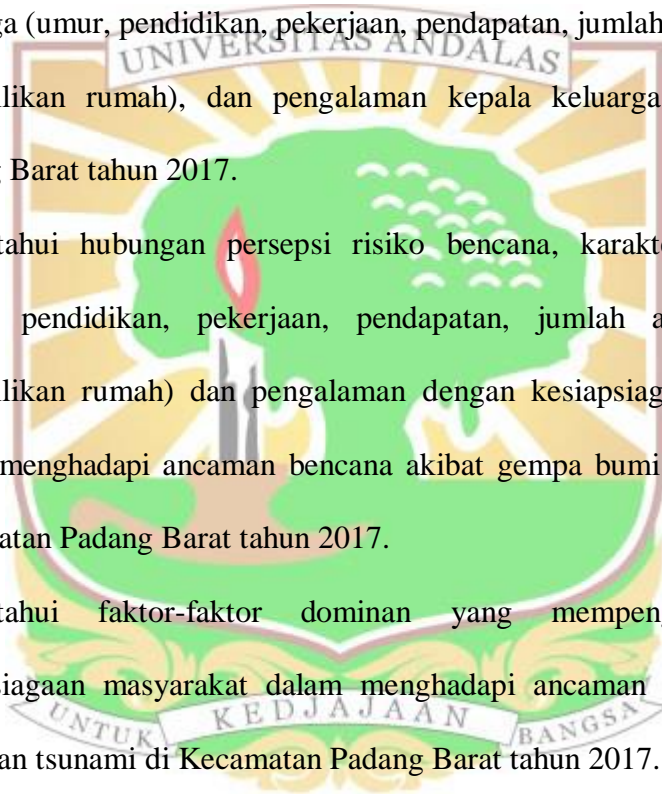 ga (umur, pendidikan, pekerjaan, pendapatan, jumlah
UNIVERSITAS ANDALAS
likan rumah), dan pengalaman kepala keluarga
g Barat tahun 2017.
tahui hubungan persepsi risiko bencana, karakt
pendidikan, pekerjaan, pendapatan, jumlah a
likan rumah) dan pengalaman dengan kesiapsiag
menghadapi ancaman bencana akibat gempa bumi
atan Padang Barat tahun 2017.
tahui faktor-faktor dominan yang mempeng
siagaan masyarakat dalam menghadapi ancaman
UNTUK KEDJAJAAN BANGSA
an tsunami di Kecamatan Padang Barat tahun 2017.